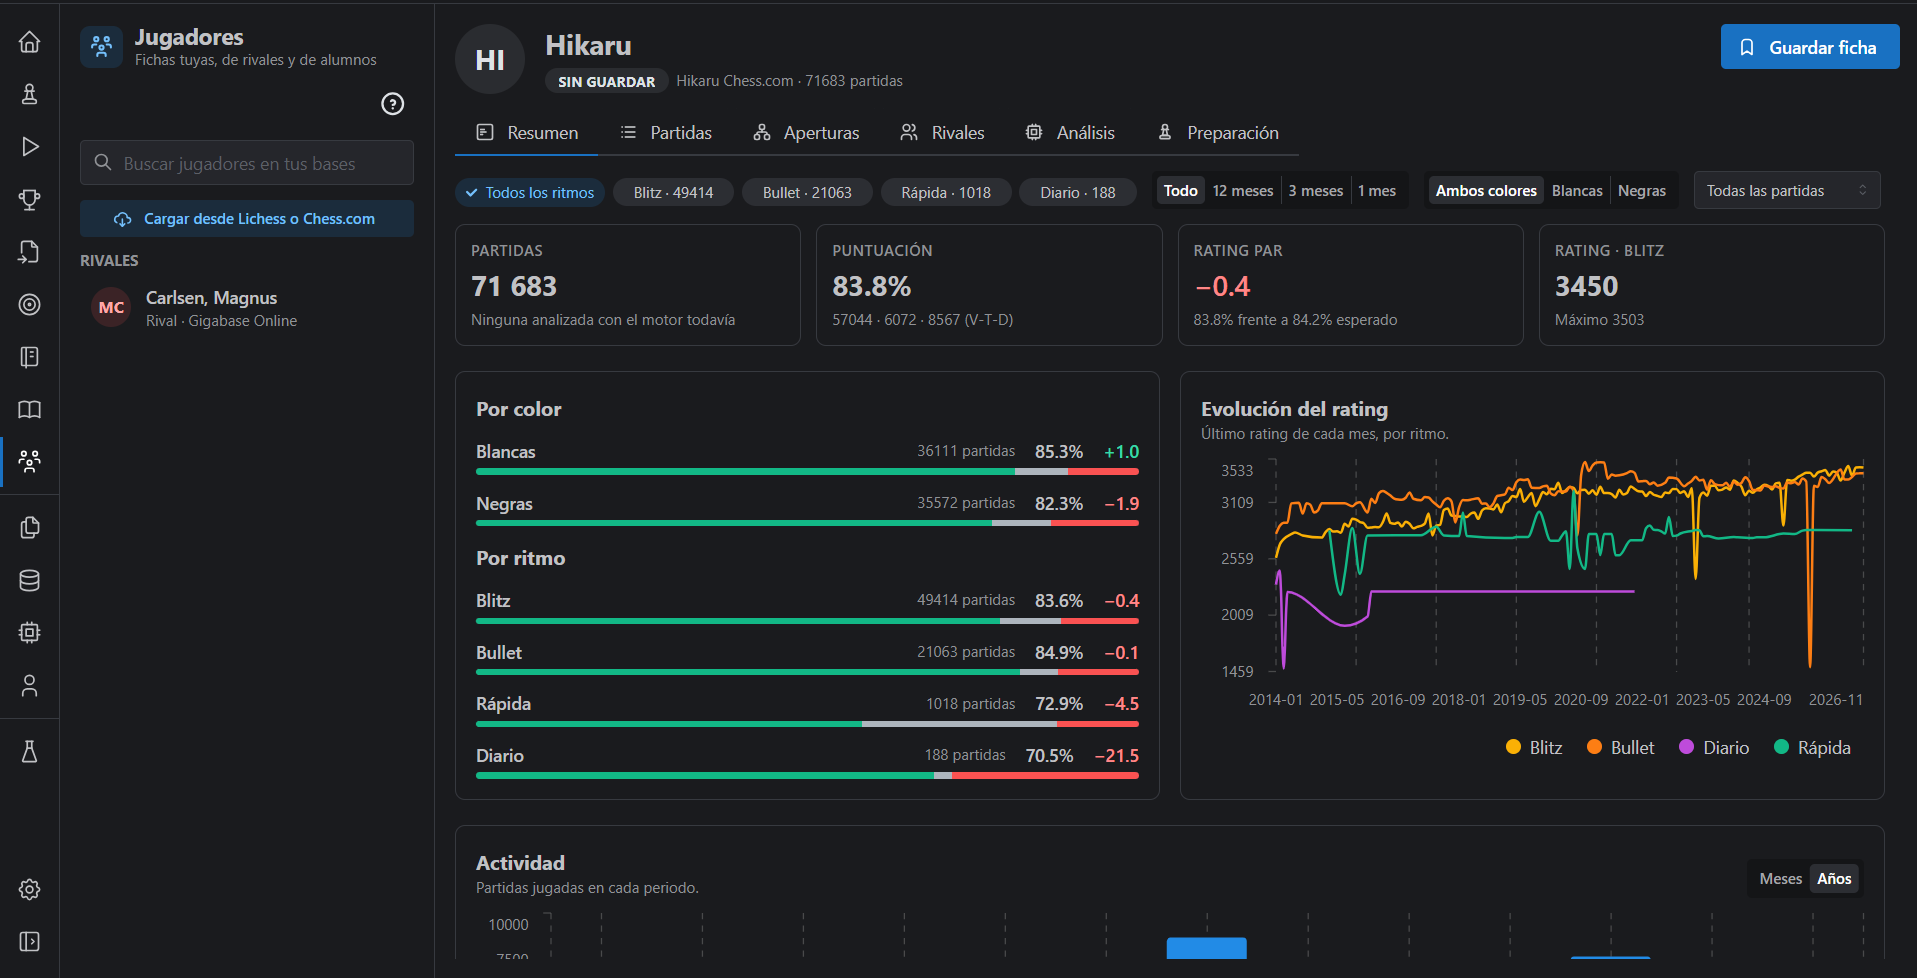 Jugadores
Fichas tuyas, de rivales y de alumnos
?
Buscar jugadores en tus bases
Cargar desde Lichess o Chess.com
RIVALES
MC
Carlsen, Magnus
Rival · Gigabase Online
HI
Hikaru
SIN GUARDAR
Hikaru Chess.com · 71683 partidas
Guardar ficha
Resumen
Partidas
Aperturas
Rivales
Análisis
Preparación
Todos los ritmos
Blitz · 49414
Bullet · 21063
Rápida · 1018
Diario · 188
Todo
12 meses
3 meses
1 mes
Ambos colores
Blancas
Negras
Todas las partidas
PARTIDAS
71 683
Ninguna analizada con el motor todavía
PUNTUACIÓN
83.8%
57044 · 6072 · 8567 (V-T-D)
RATING PAR
−0.4
83.8% frente a 84.2% esperado
RATING · BLITZ
3450
Máximo 3503
Por color
Blancas 36111 partidas 85.3% +1.0
Negras 35572 partidas 82.3% −1.9
Por ritmo
Blitz 49414 partidas 83.6% −0.4
Bullet 21063 partidas 84.9% −0.1
Rápida 1018 partidas 72.9% −4.5
Diario 188 partidas 70.5% −21.5
Evolución del rating
Último rating de cada mes, por ritmo.
3533
3109
2559
2009
1459
2014-01 2015-05 2016-09 2018-01 2019-05 2020-09 2022-01 2023-05 2024-09 2026-11
Blitz Bullet Diario Rápida
Actividad
Partidas jugadas en cada periodo.
Meses
Años
10000
7500